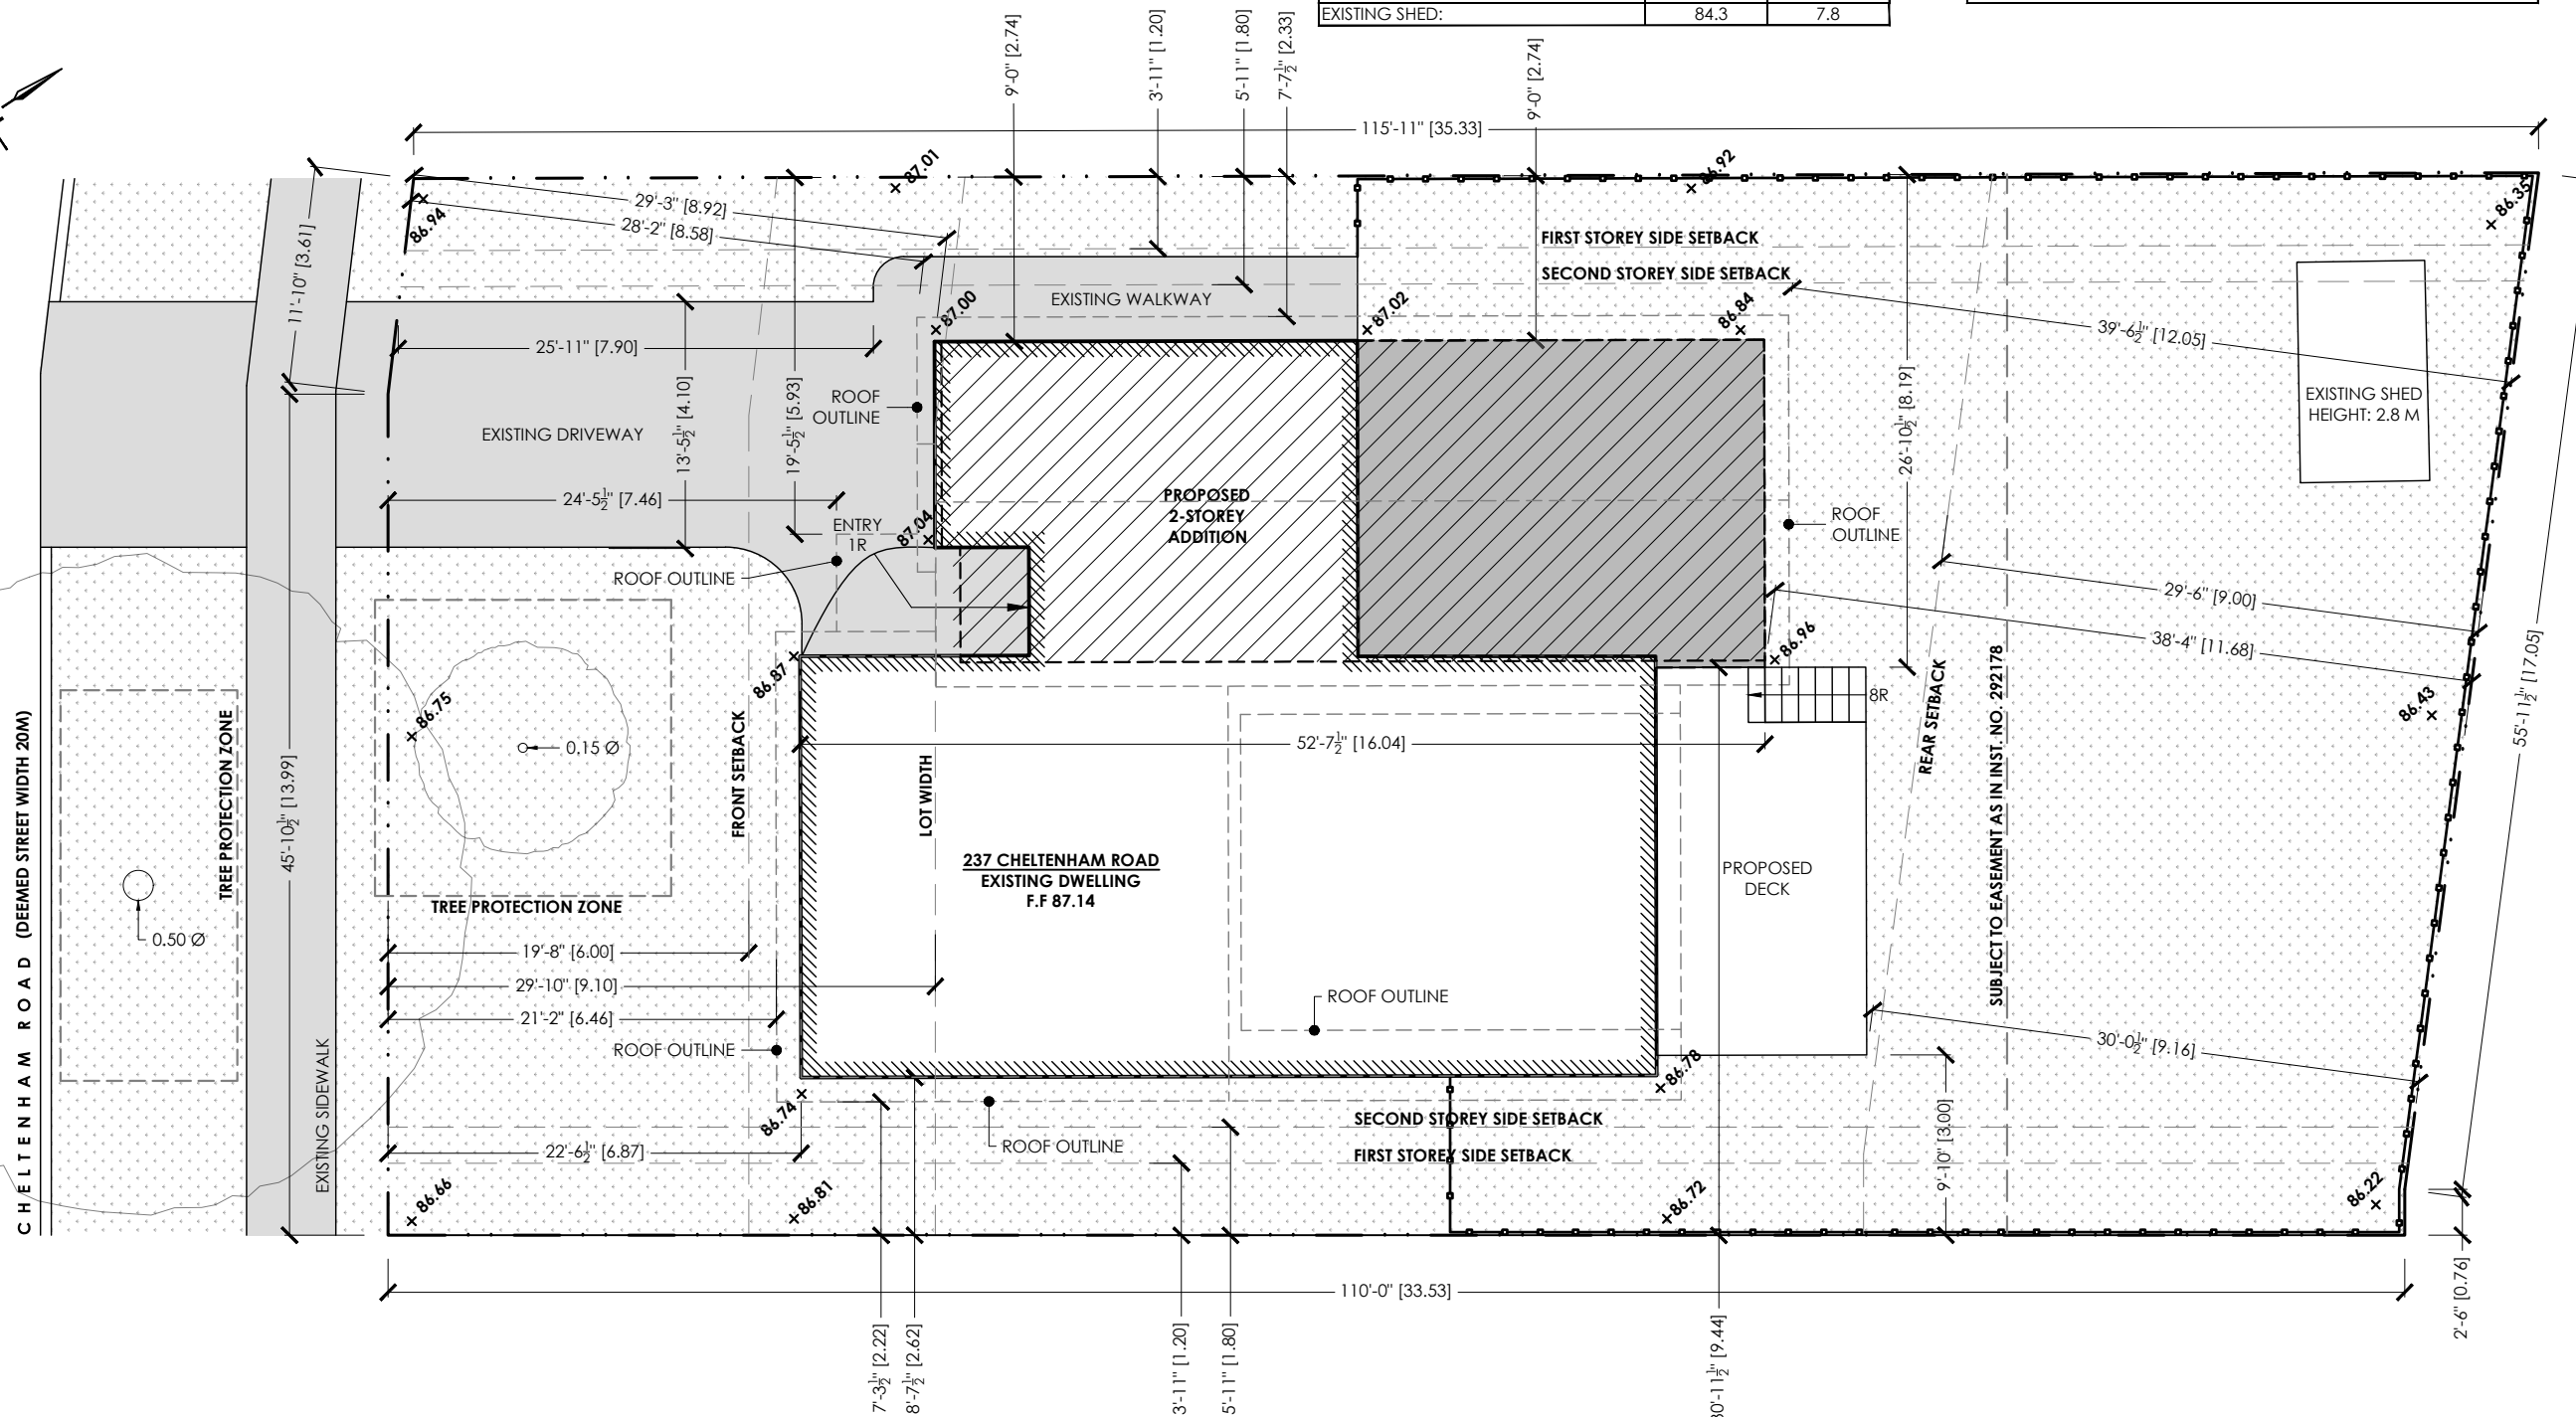 EXISTING SHED: 84.3 7.8
9'-0" [2.74]
3'-11" [1.20]
5'-11" [1.80]
7'-7½" [2.33]
9'-0" [2.74]
115'-11" [35.33]
87.01
86.92
86.35
86.94
29'-3" [8.92]
28'-2" [8.58]
11'-10" [3.61]
FIRST STOREY SIDE SETBACK
SECOND STOREY SIDE SETBACK
EXISTING WALKWAY
87.00
87.02
86.84
39'-6½" [12.05]
25'-11" [7.90]
EXISTING DRIVEWAY
13'-5½" [4.10]
19'-5½" [5.93]
ROOF
OUTLINE
26'-10½" [8.19]
EXISTING SHED
HEIGHT: 2.8 M
24'-5½" [7.46]
ENTRY
1R
87.04
PROPOSED
2-STOREY
ADDITION
ROOF
OUTLINE
ROOF OUTLINE
29'-6" [9.00]
38'-4" [11.68]
86.96
86.87
86.75
8R
86.43
55'-11½" [17.05]
0.15 Ø
52'-7½" [16.04]
CHELTENHAM ROAD (DEEMED STREET WIDTH 20M)
TREE PROTECTION ZONE
45'-10½" [13.99]
FRONT SETBACK
LOT WIDTH
REAR SETBACK
SUBJECT TO EASEMENT AS IN INST. NO. 292178
237 CHELTENHAM ROAD
EXISTING DWELLING
F.F 87.14
PROPOSED
DECK
TREE PROTECTION ZONE
0.50 Ø
19'-8" [6.00]
29'-10" [9.10]
21'-2" [6.46]
ROOF OUTLINE
ROOF OUTLINE
30'-0½" [9.16]
EXISTING SIDEWALK
86.78
86.74
SECOND STOREY SIDE SETBACK
FIRST STOREY SIDE SETBACK
ROOF OUTLINE
22'-6½" [6.87]
9'-10" [3.00]
86.66
86.81
86.72
86.22
110'-0" [33.53]
2'-6" [0.76]
7'-3½" [2.22]
8'-7½" [2.62]
3'-11" [1.20]
5'-11" [1.80]
30'-11½" [9.44]